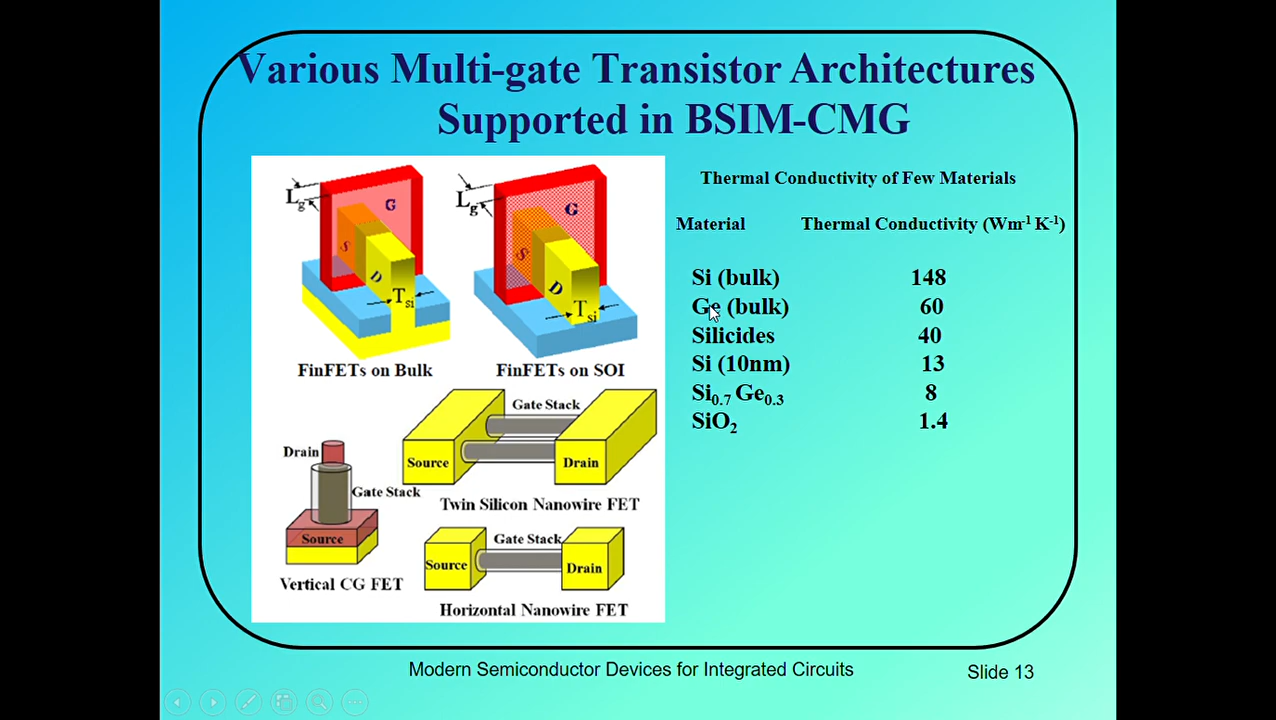 Various Multi-gate Transistor Architectures
Supported in BSIM-CMG
Lg
G
S
D
Tsi
FinFETs on Bulk
Lg
G
S
D
Tsi
FinFETs on SOI
Gate Stack
Source
Drain
Twin Silicon Nanowire FET
Drain
Gate Stack
Source
Vertical CG FET
Gate Stack
Source
Drain
Horizontal Nanowire FET
Thermal Conductivity of Few Materials
Material Thermal Conductivity (Wm⁻¹ K⁻¹)
Si (bulk) 148
Ge (bulk) 60
Silicides 40
Si (10nm) 13
Si₀.₇ Ge₀.₃ 8
SiO₂ 1.4
Modern Semiconductor Devices for Integrated Circuits
Slide 13